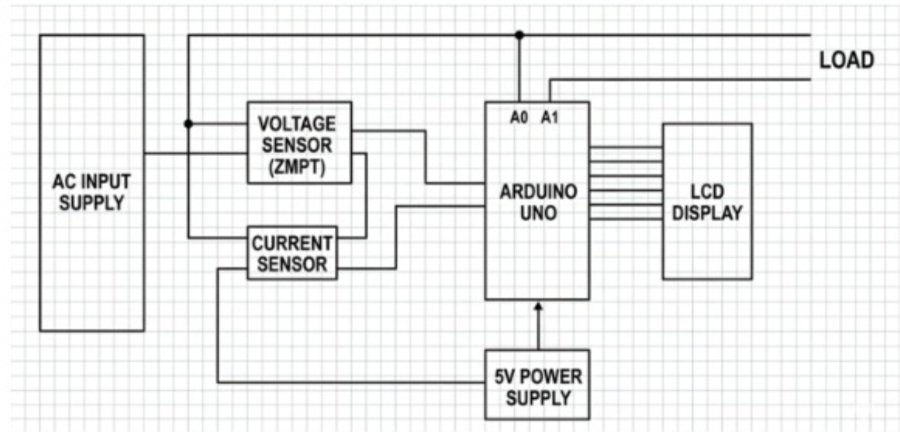 LOAD
A0 A1
VOLTAGE
SENSOR
(ZMPT)
AC INPUT
SUPPLY
ARDUINO
UNO
LCD
DISPLAY
CURRENT
SENSOR
5V POWER
SUPPLY